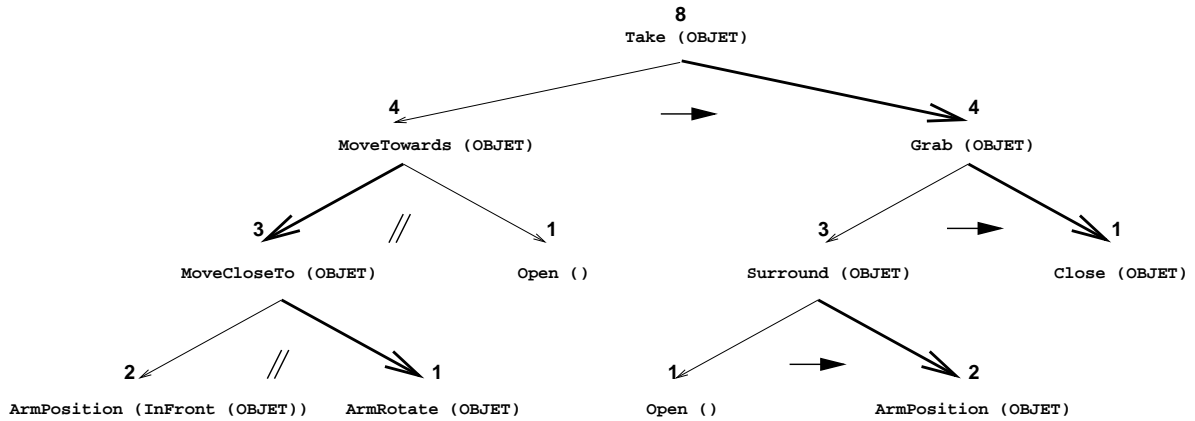 8
Take (OBJET)
4 4
MoveTowards (OBJET) Grab (OBJET)
3 // 1 3 1
MoveCloseTo (OBJET) Open () Surround (OBJET) Close (OBJET)
2 // 1 1 2
ArmPosition (InFront (OBJET)) ArmRotate (OBJET) Open () ArmPosition (OBJET)